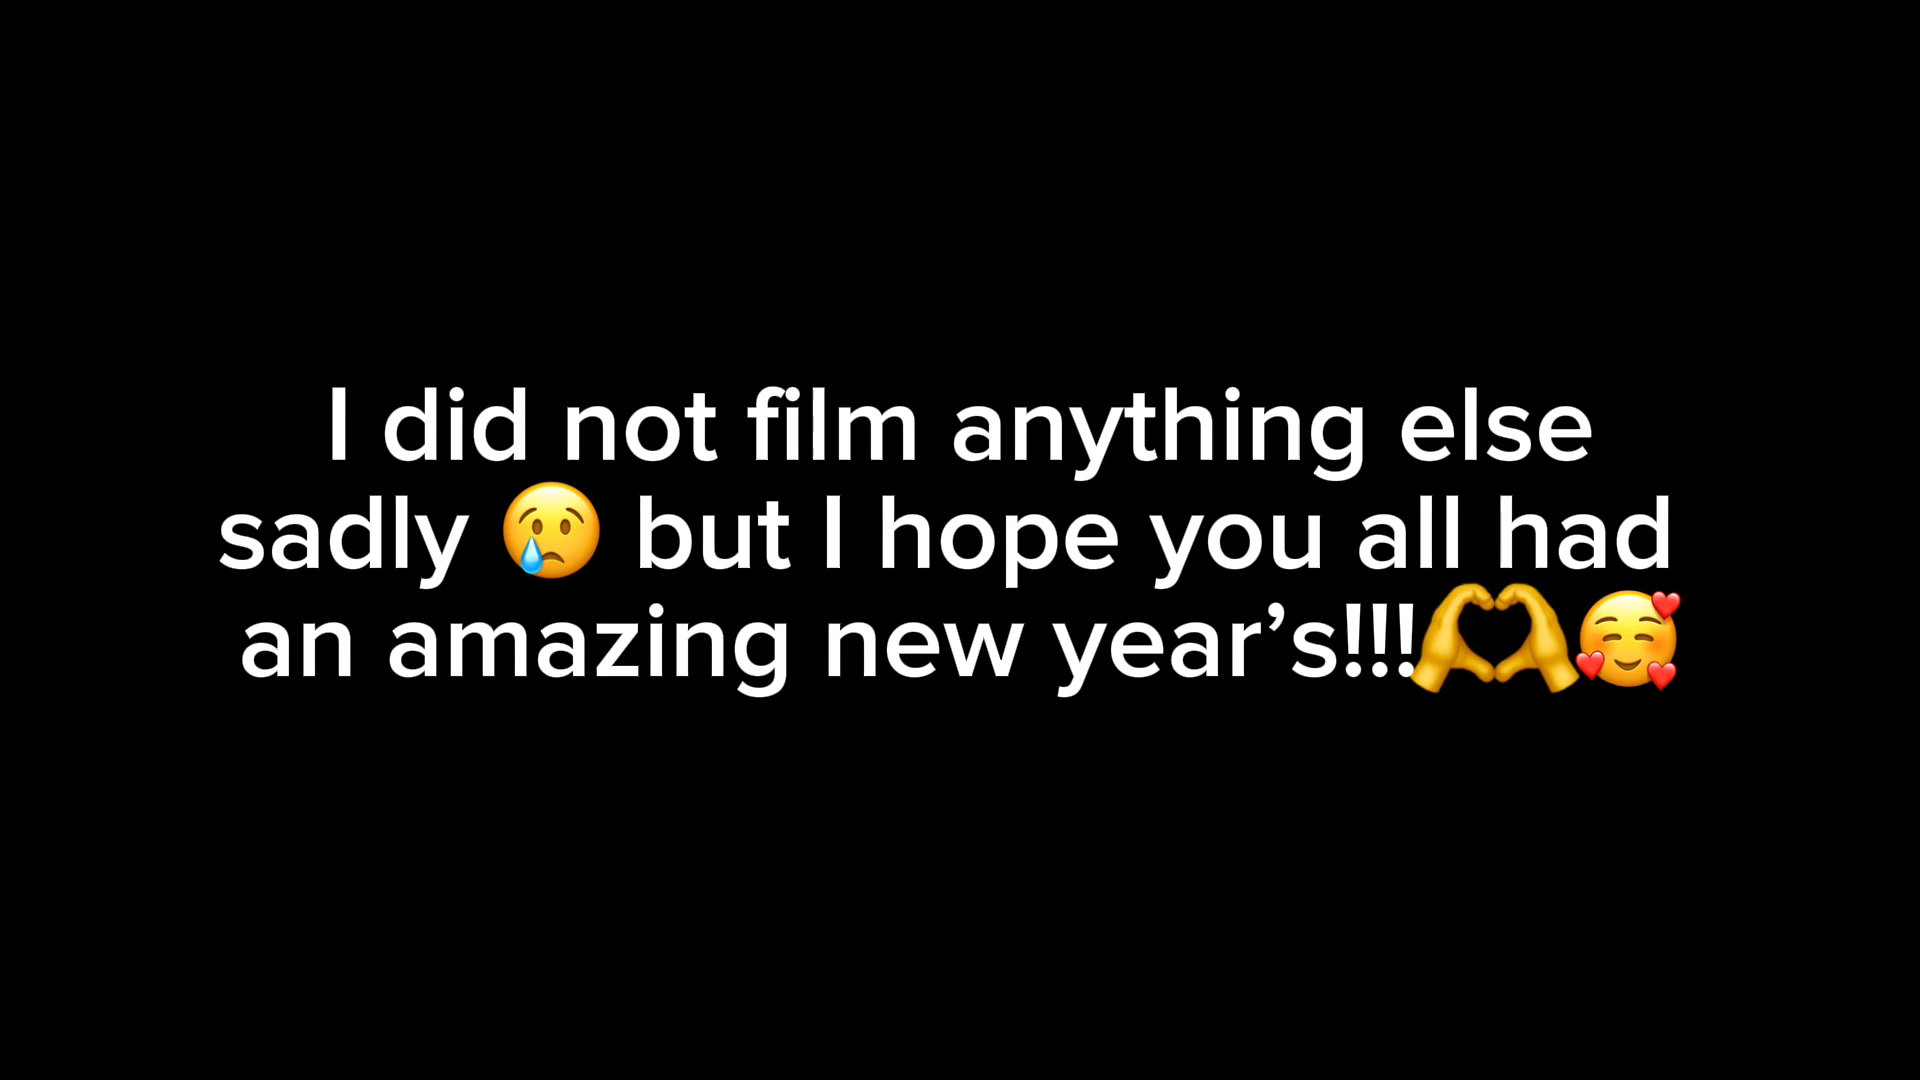 I did not film anything else
sadly 😢 but I hope you all had
an amazing new year’s!!!🫶🥰